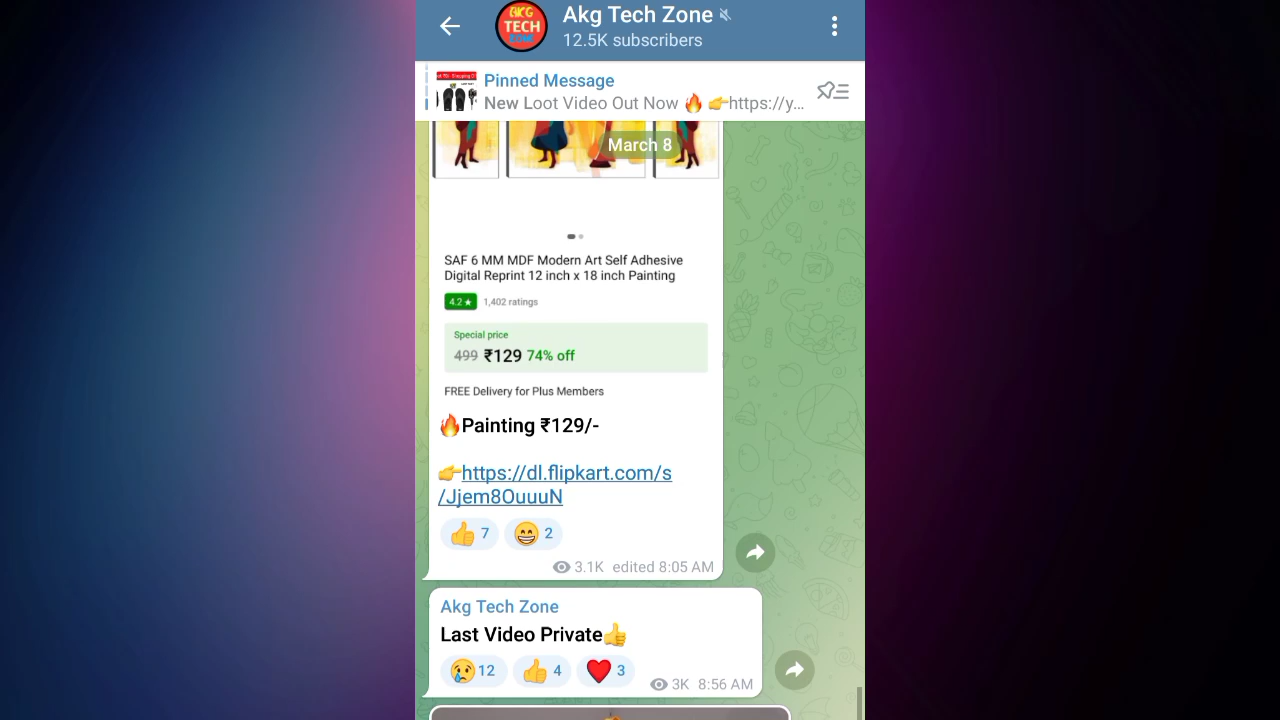 AKG
TECH
ZONE
Akg Tech Zone
12.5K subscribers
Pinned Message
New Loot Video Out Now 🔥 👉https://y...
March 8
SAF 6 MM MDF Modern Art Self Adhesive
Digital Reprint 12 inch x 18 inch Painting
4.2★ 1,402 ratings
Special price
499 ₹129 74% off
FREE Delivery for Plus Members
🔥Painting ₹129/-
👉https://dl.flipkart.com/s
/Jjem8OuuuN
👍 7 😁 2
3.1K edited 8:05 AM
Akg Tech Zone
Last Video Private👍
😢 12 👍 4 ❤️ 3
3K 8:56 AM